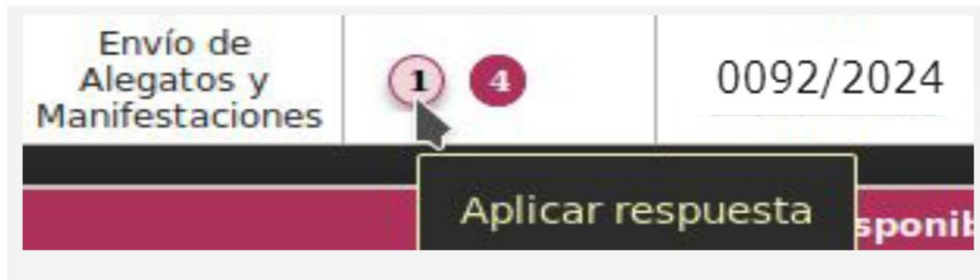 Envío de
Alegatos y
Manifestaciones
1 4
0092/2024
Aplicar respuesta